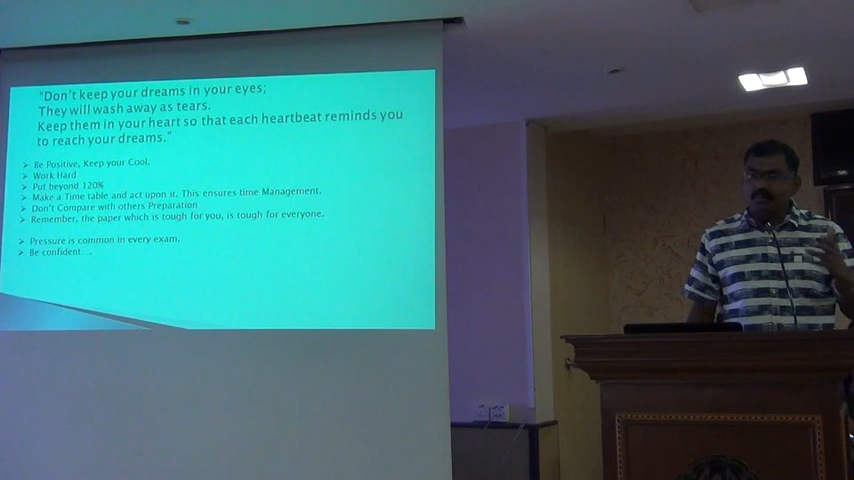 "Don't keep your dreams in your eyes;
They will wash away as tears.
Keep them in your heart so that each heartbeat reminds you
to reach your dreams."
Be Positive, Keep your Cool.
Work Hard
Put beyond 120%
Make a Time table and act upon it. This ensures time Management.
Don't Compare with others Preparation
Remember, the paper which is tough for you, is tough for everyone.
Pressure is common in every exam.
Be confident….